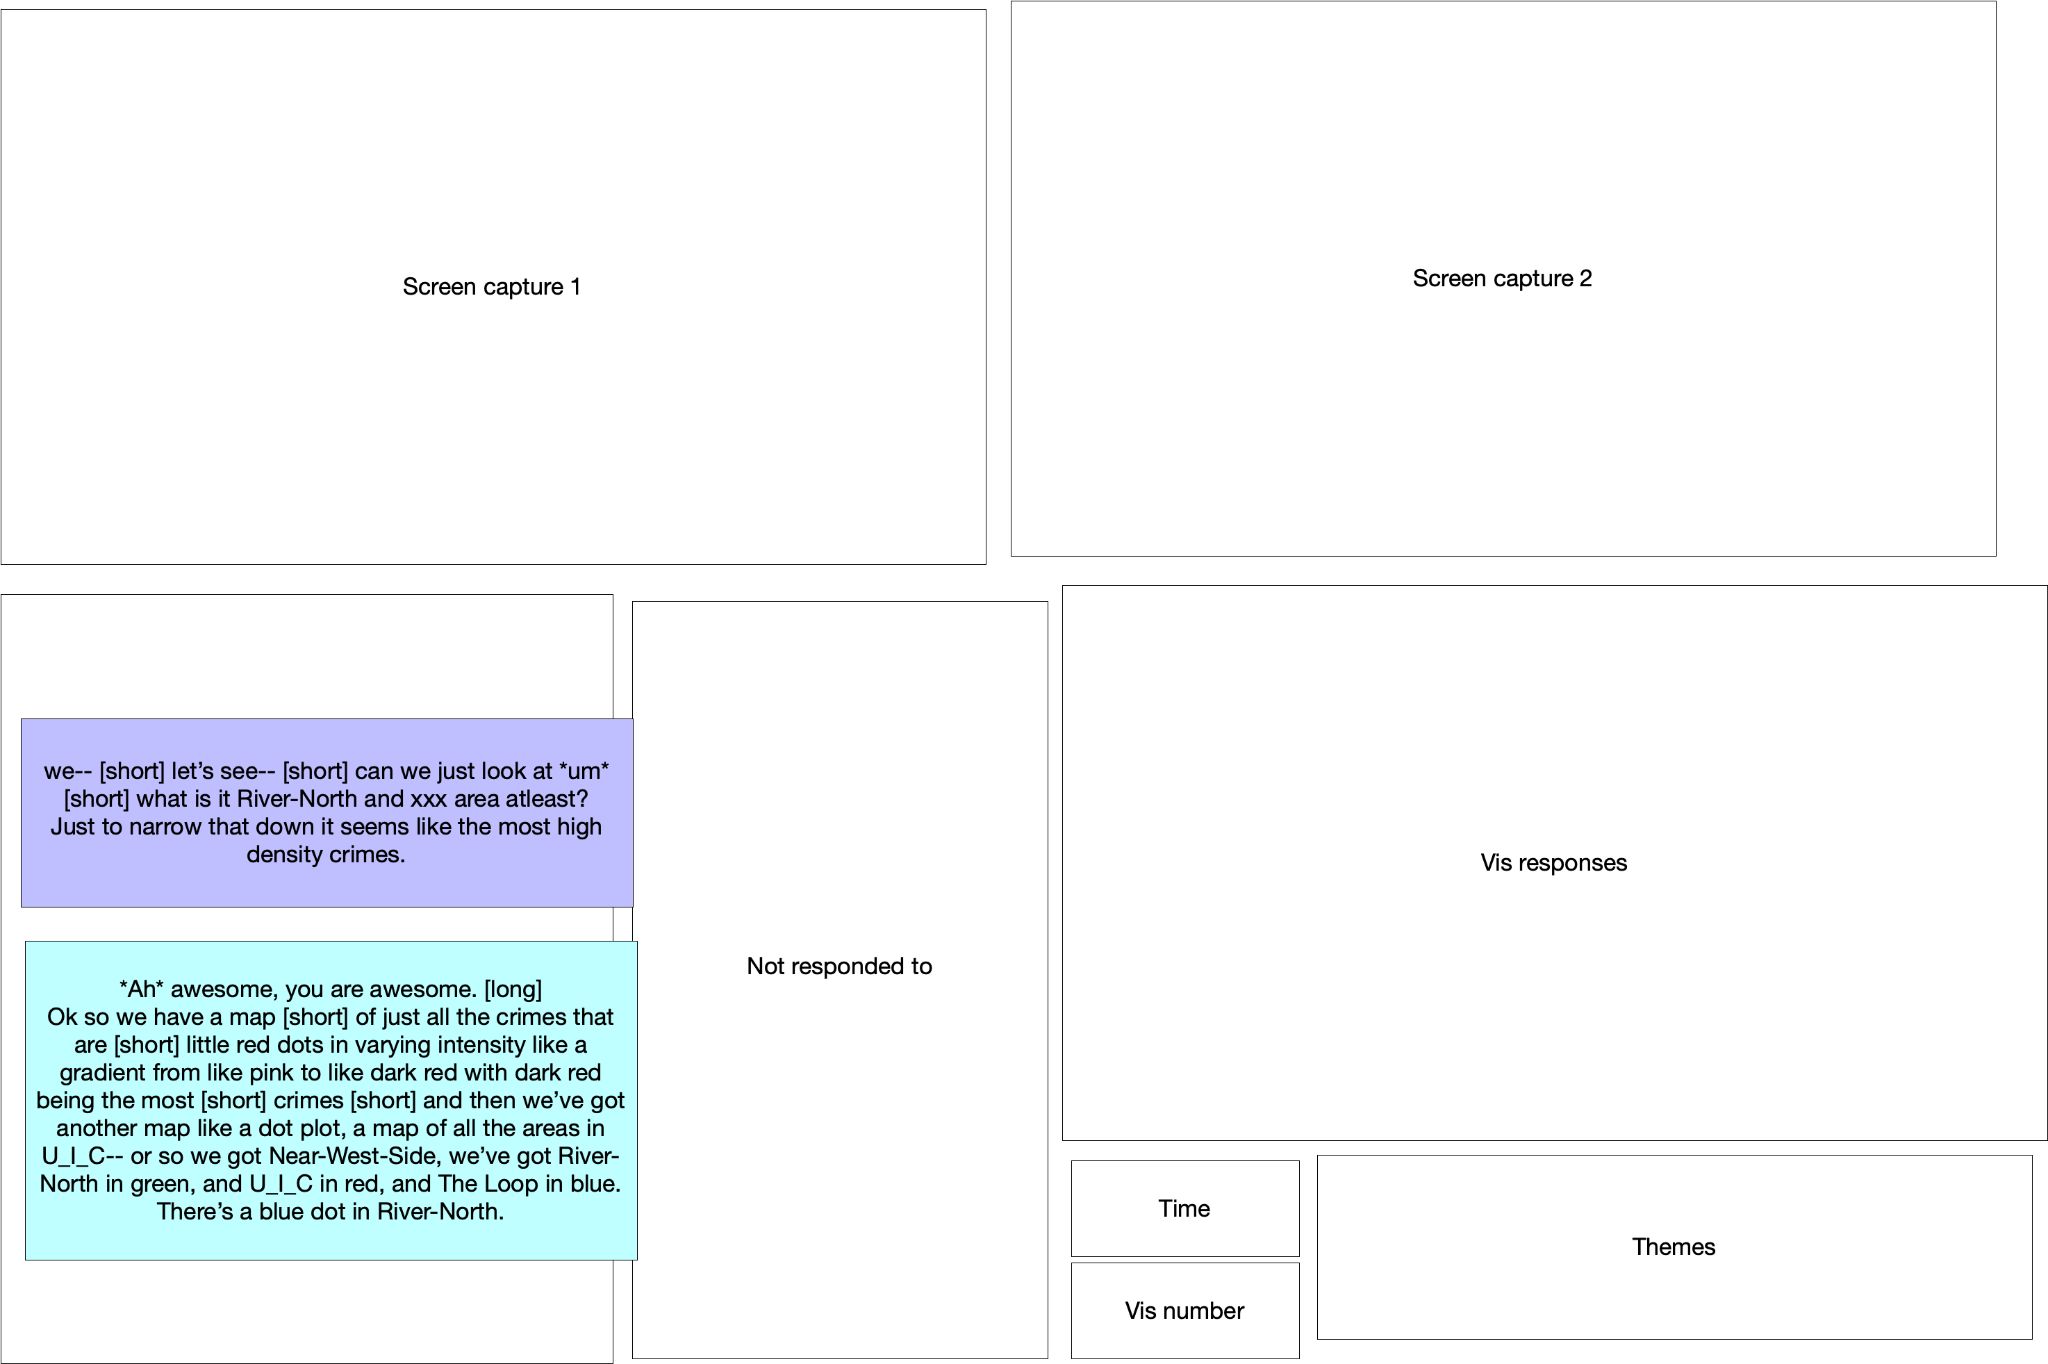 Screen capture 1
Screen capture 2
we-- [short] let’s see-- [short] can we just look at *um*
[short] what is it River-North and xxx area atleast?
Just to narrow that down it seems like the most high
density crimes.
*Ah* awesome, you are awesome. [long]
Ok so we have a map [short] of just all the crimes that
are [short] little red dots in varying intensity like a
gradient from like pink to like dark red with dark red
being the most [short] crimes [short] and then we’ve got
another map like a dot plot, a map of all the areas in
U_I_C-- or so we got Near-West-Side, we’ve got River-
North in green, and U_I_C in red, and The Loop in blue.
There’s a blue dot in River-North.
Not responded to
Vis responses
Time
Vis number
Themes